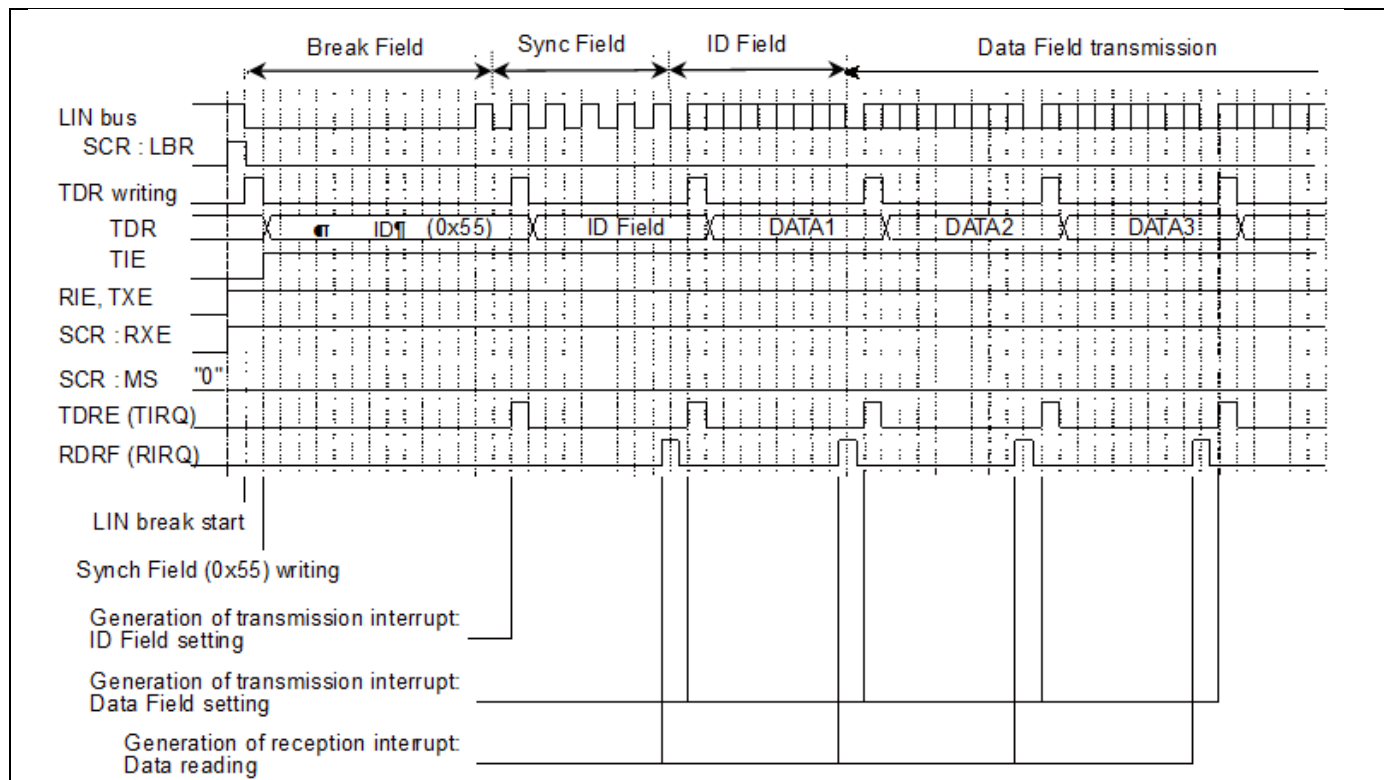 Break Field Sync Field ID Field Data Field transmission
LIN bus
SCR : LBR
TDR writing
TDR ID¶ (0x55) ID Field DATA1 DATA2 DATA3
TIE
RIE, TXE
SCR : RXE
SCR : MS "0"
TDRE (TIRQ)
RDRF (RIRQ)
LIN break start
Synch Field (0x55) writing
Generation of transmission interrupt:
ID Field setting
Generation of transmission interrupt:
Data Field setting
Generation of reception interrupt:
Data reading